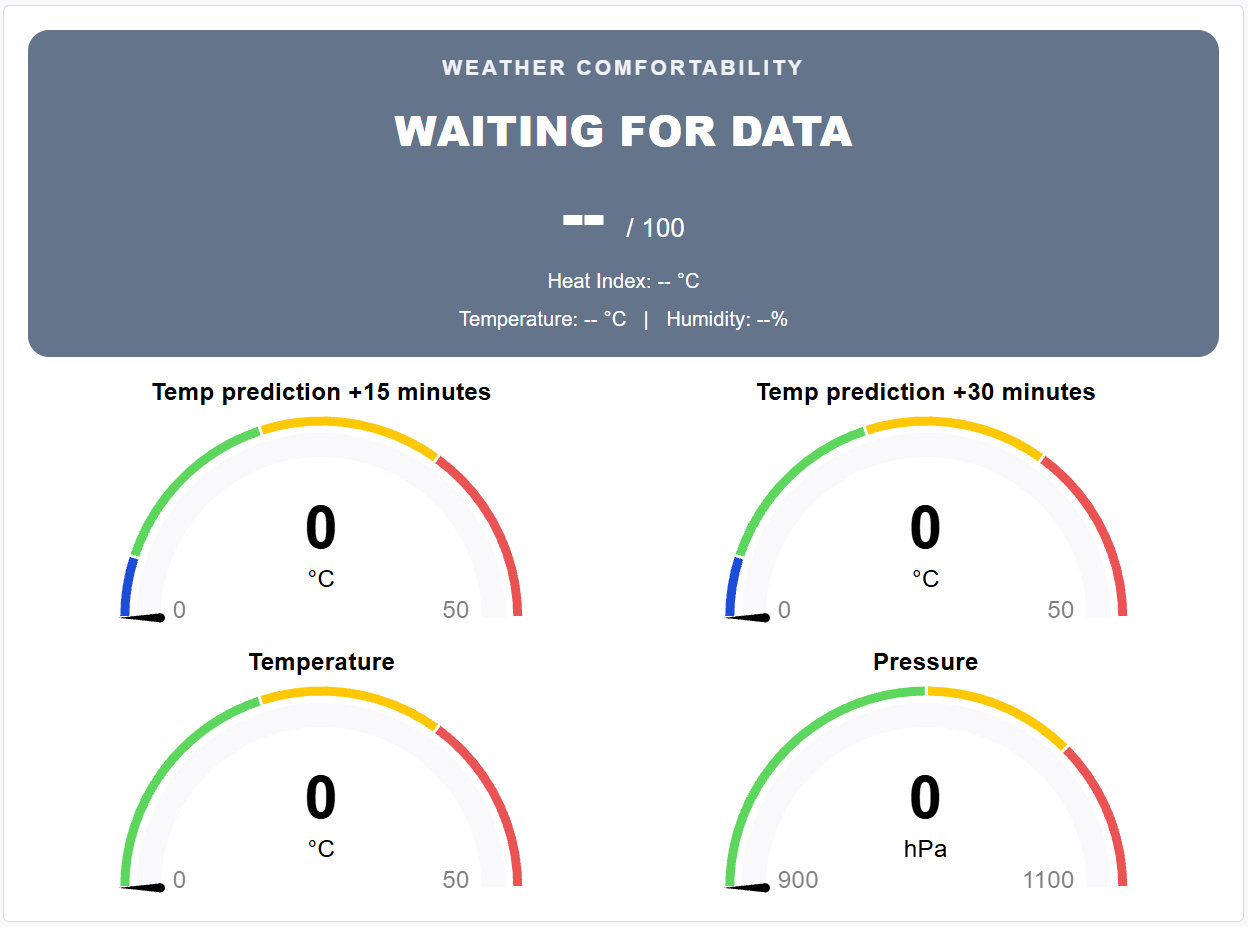 WEATHER COMFORTABILITY
WAITING FOR DATA
-- / 100
Heat Index: -- °C
Temperature: -- °C | Humidity: --%
Temp prediction +15 minutes
0
°C
0 50
Temp prediction +30 minutes
0
°C
0 50
Temperature
0
°C
0 50
Pressure
0
hPa
900 1100